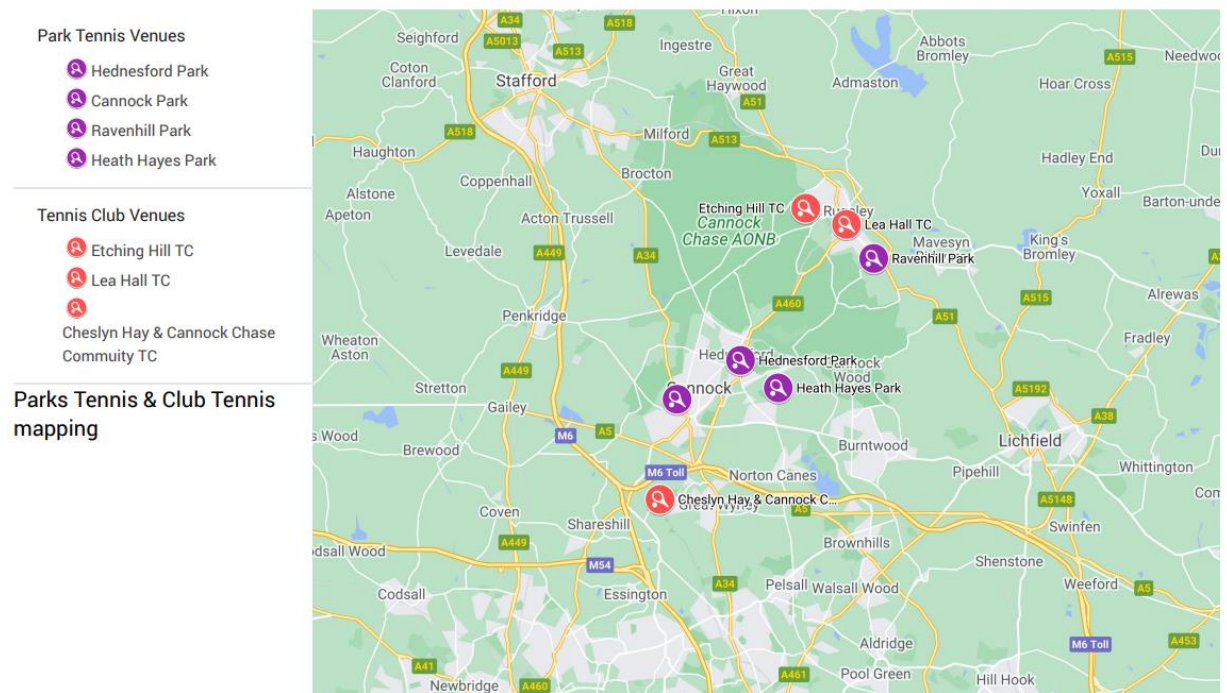 Park Tennis Venues
Hednesford Park
Cannock Park
Ravenhill Park
Heath Hayes Park
Tennis Club Venues
Etching Hill TC
Lea Hall TC
Cheslyn Hay & Cannock Chase
Commuity TC
Parks Tennis & Club Tennis
mapping
A34
A518
Seighford
A5013
A513
Ingestre
Abbots
Bromley
A515
Coton
Clanford
Stafford
Great
Haywood
Admaston
Hoar Cross
A51
A518
Milford
A513
Haughton
Hadley End
Brocton
Coppenhall
Alstone
Yoxall
Apeton
Acton Trussell
Etching Hill TC
Lea Hall TC
Cannock
Chase AONB
Mavesyn
King's
Bromley
Levedale
A449
A34
Ravenhill Park
A460
A515
Alrewas
A51
Penkridge
Fradley
Wheaton
Aston
Hednesford Park
Cannock
Wood
A449
Stretton
Cannock
Heath Hayes Park
A5192
Gailey
A38
M6
A5
Lichfield
Brewood
Burntwood
M6 Toll
Norton Canes
Pipehill
Whittington
Cheslyn Hay & Cannock C...
Great Wyrley
A5
A5148
Coven
Shareshill
Swinfen
A449
Brownhills
M54
Shenstone
Codsall
Essington
A34
Pelsall
Walsall Wood
Weeford
A5
Aldridge
M6 Toll
A453
A41
Newbridge
A460
A461
Pool Green
Hill Hook